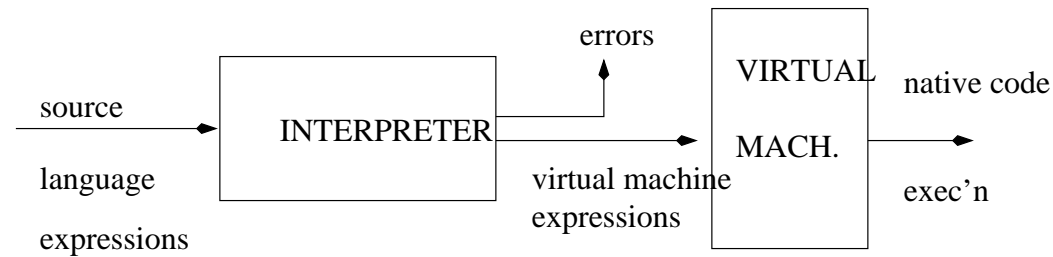 source
language
expressions
INTERPRETER
errors
virtual machine
expressions
VIRTUAL
MACH.
native code
exec'n